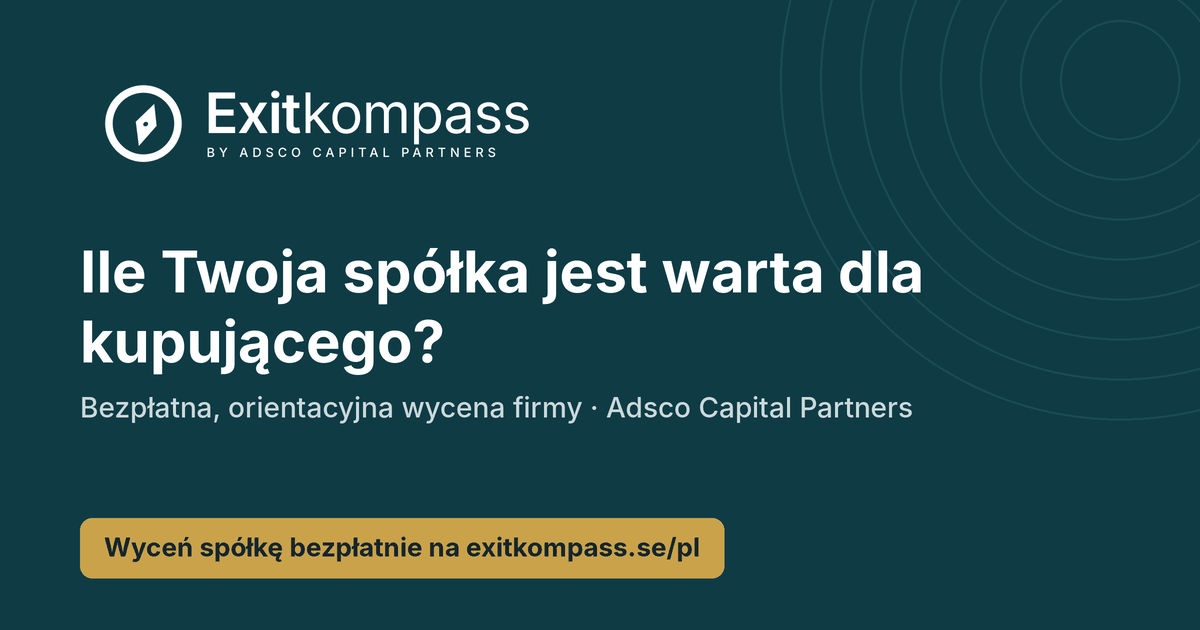 Exitkompass
BY ADSCO CAPITAL PARTNERS
Ile Twoja spółka jest warta dla
kupującego?
Bezpłatna, orientacyjna wycena firmy · Adsco Capital Partners
Wyceń spółkę bezpłatnie na exitkompass.se/pl